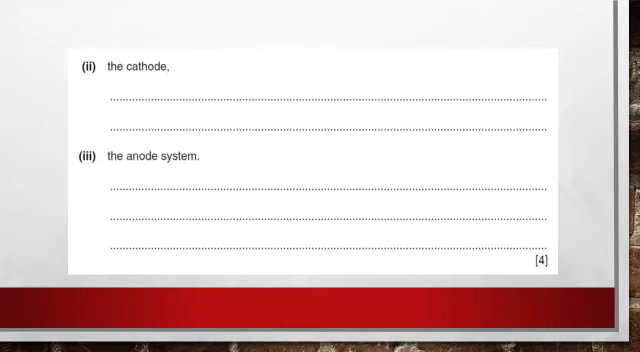 (ii) the cathode,
(iii) the anode system.
[4]